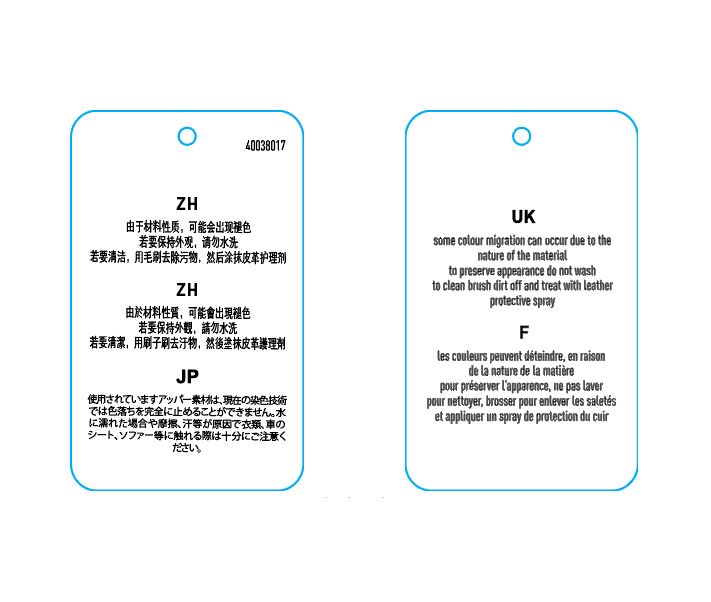 40038017
ZH
由于材料性质，可能会出现褪色
若要保持外观，请勿水洗
若要清洁，用毛刷去除污物，然后涂抹皮革护理剂
ZH
由於材料性質，可能會出現褪色
若要保持外觀，請勿水洗
若要清潔，用刷子刷去汙物，然後塗抹皮革護理劑
JP
使用されていますアッパー素材は、現在の染色技術
では色落ちを完全に止めることができません。水
に濡れた場合や摩擦、汗等が原因で衣類、車の
シート、ソファー等に触れる際は十分にご注意く
ださい。
UK
some colour migration can occur due to the
nature of the material
to preserve appearance do not wash
to clean brush dirt off and treat with leather
protective spray
F
les couleurs peuvent déteindre, en raison
de la nature de la matière
pour préserver l'apparence, ne pas laver
pour nettoyer, brosser pour enlever les saletés
et appliquer un spray de protection du cuir